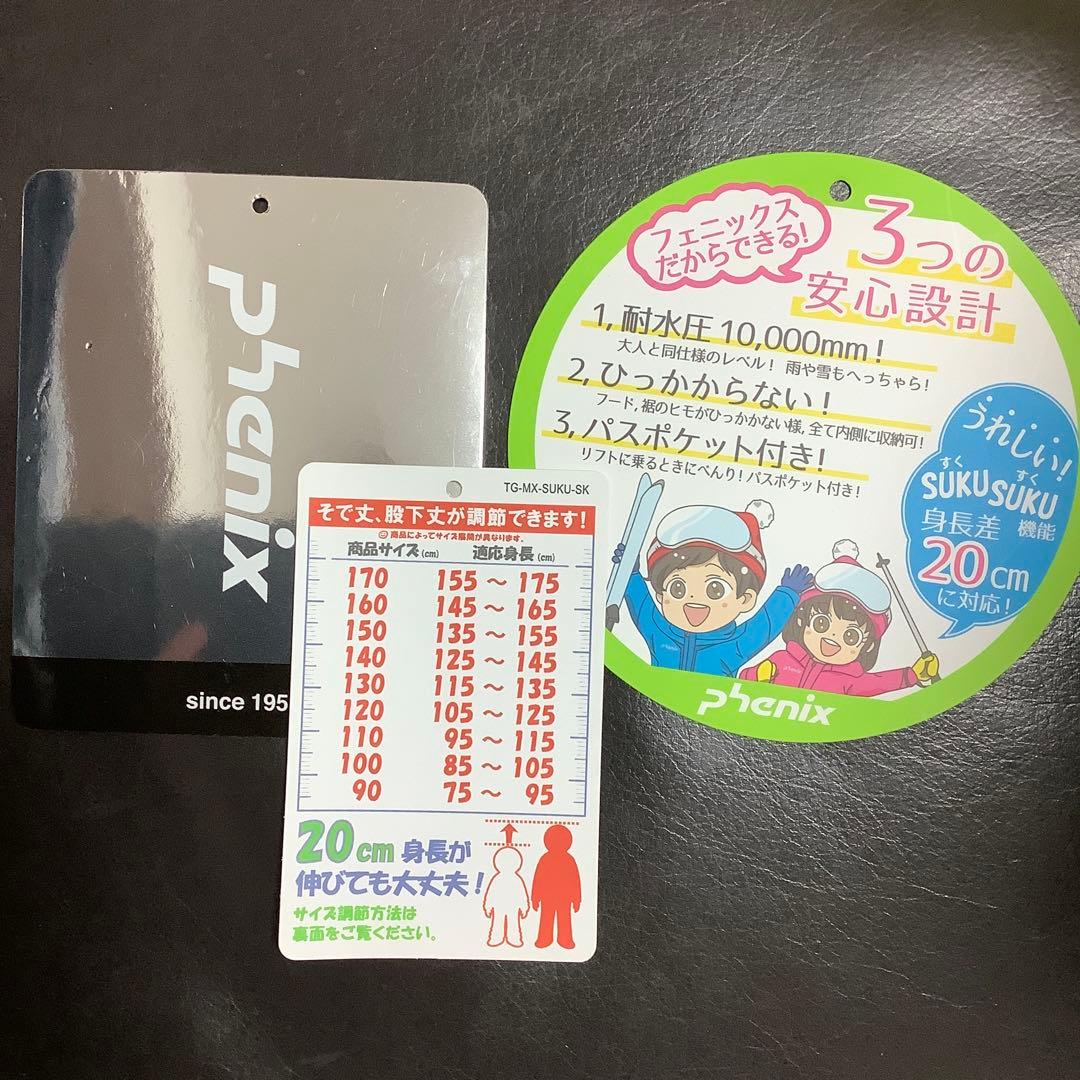 phenix
since 195
フェニックス
だからできる!
3つの
安心設計
1, 耐水圧 10,000mm!
大人と同仕様のレベル! 雨や雪もへっちゃら!
2, ひっかからない!
フード, 裾のヒモがひっかかない様, 全て内側に収納可!
3, パスポケット付き!
リフトに乗るときにべんり! パスポケット付き!
うれしい!
すく すく
SUKU SUKU
身長差 機能
20cm
に対応!
phenix
TG-MX-SUKU-SK
そで丈、股下丈が調節できます!
商品によってサイズ展開が異なります。
商品サイズ(cm) 適応身長(cm)
170 155～175
160 145～165
150 135～155
140 125～145
130 115～135
120 105～125
110 95～115
100 85～105
90 75～95
20cm 身長が
伸びても大丈夫!
サイズ調節方法は
裏面をご覧ください。